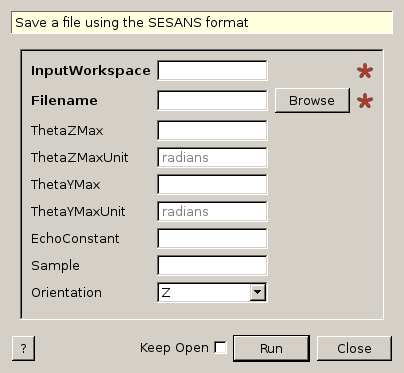 Save a file using the SESANS format
InputWorkspace *
Filename Browse *
ThetaZMax
ThetaZMaxUnit radians
ThetaYMax
ThetaYMaxUnit radians
EchoConstant
Sample
Orientation Z
? Keep Open Run Close